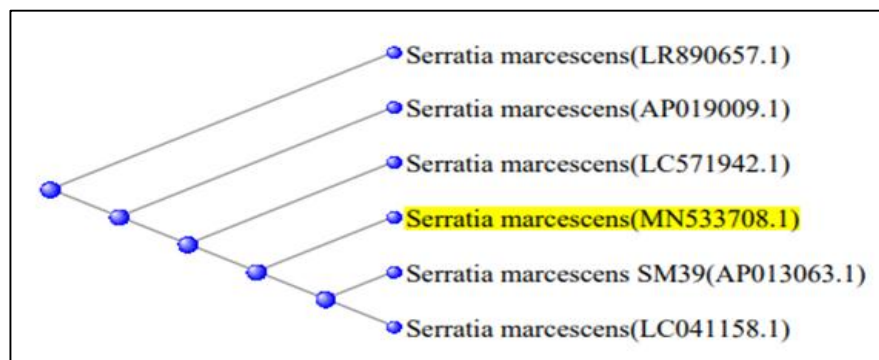 Serratia marcescens(LR890657.1)
Serratia marcescens(AP019009.1)
Serratia marcescens(LC571942.1)
Serratia marcescens(MN533708.1)
Serratia marcescens SM39(AP013063.1)
Serratia marcescens(LC041158.1)